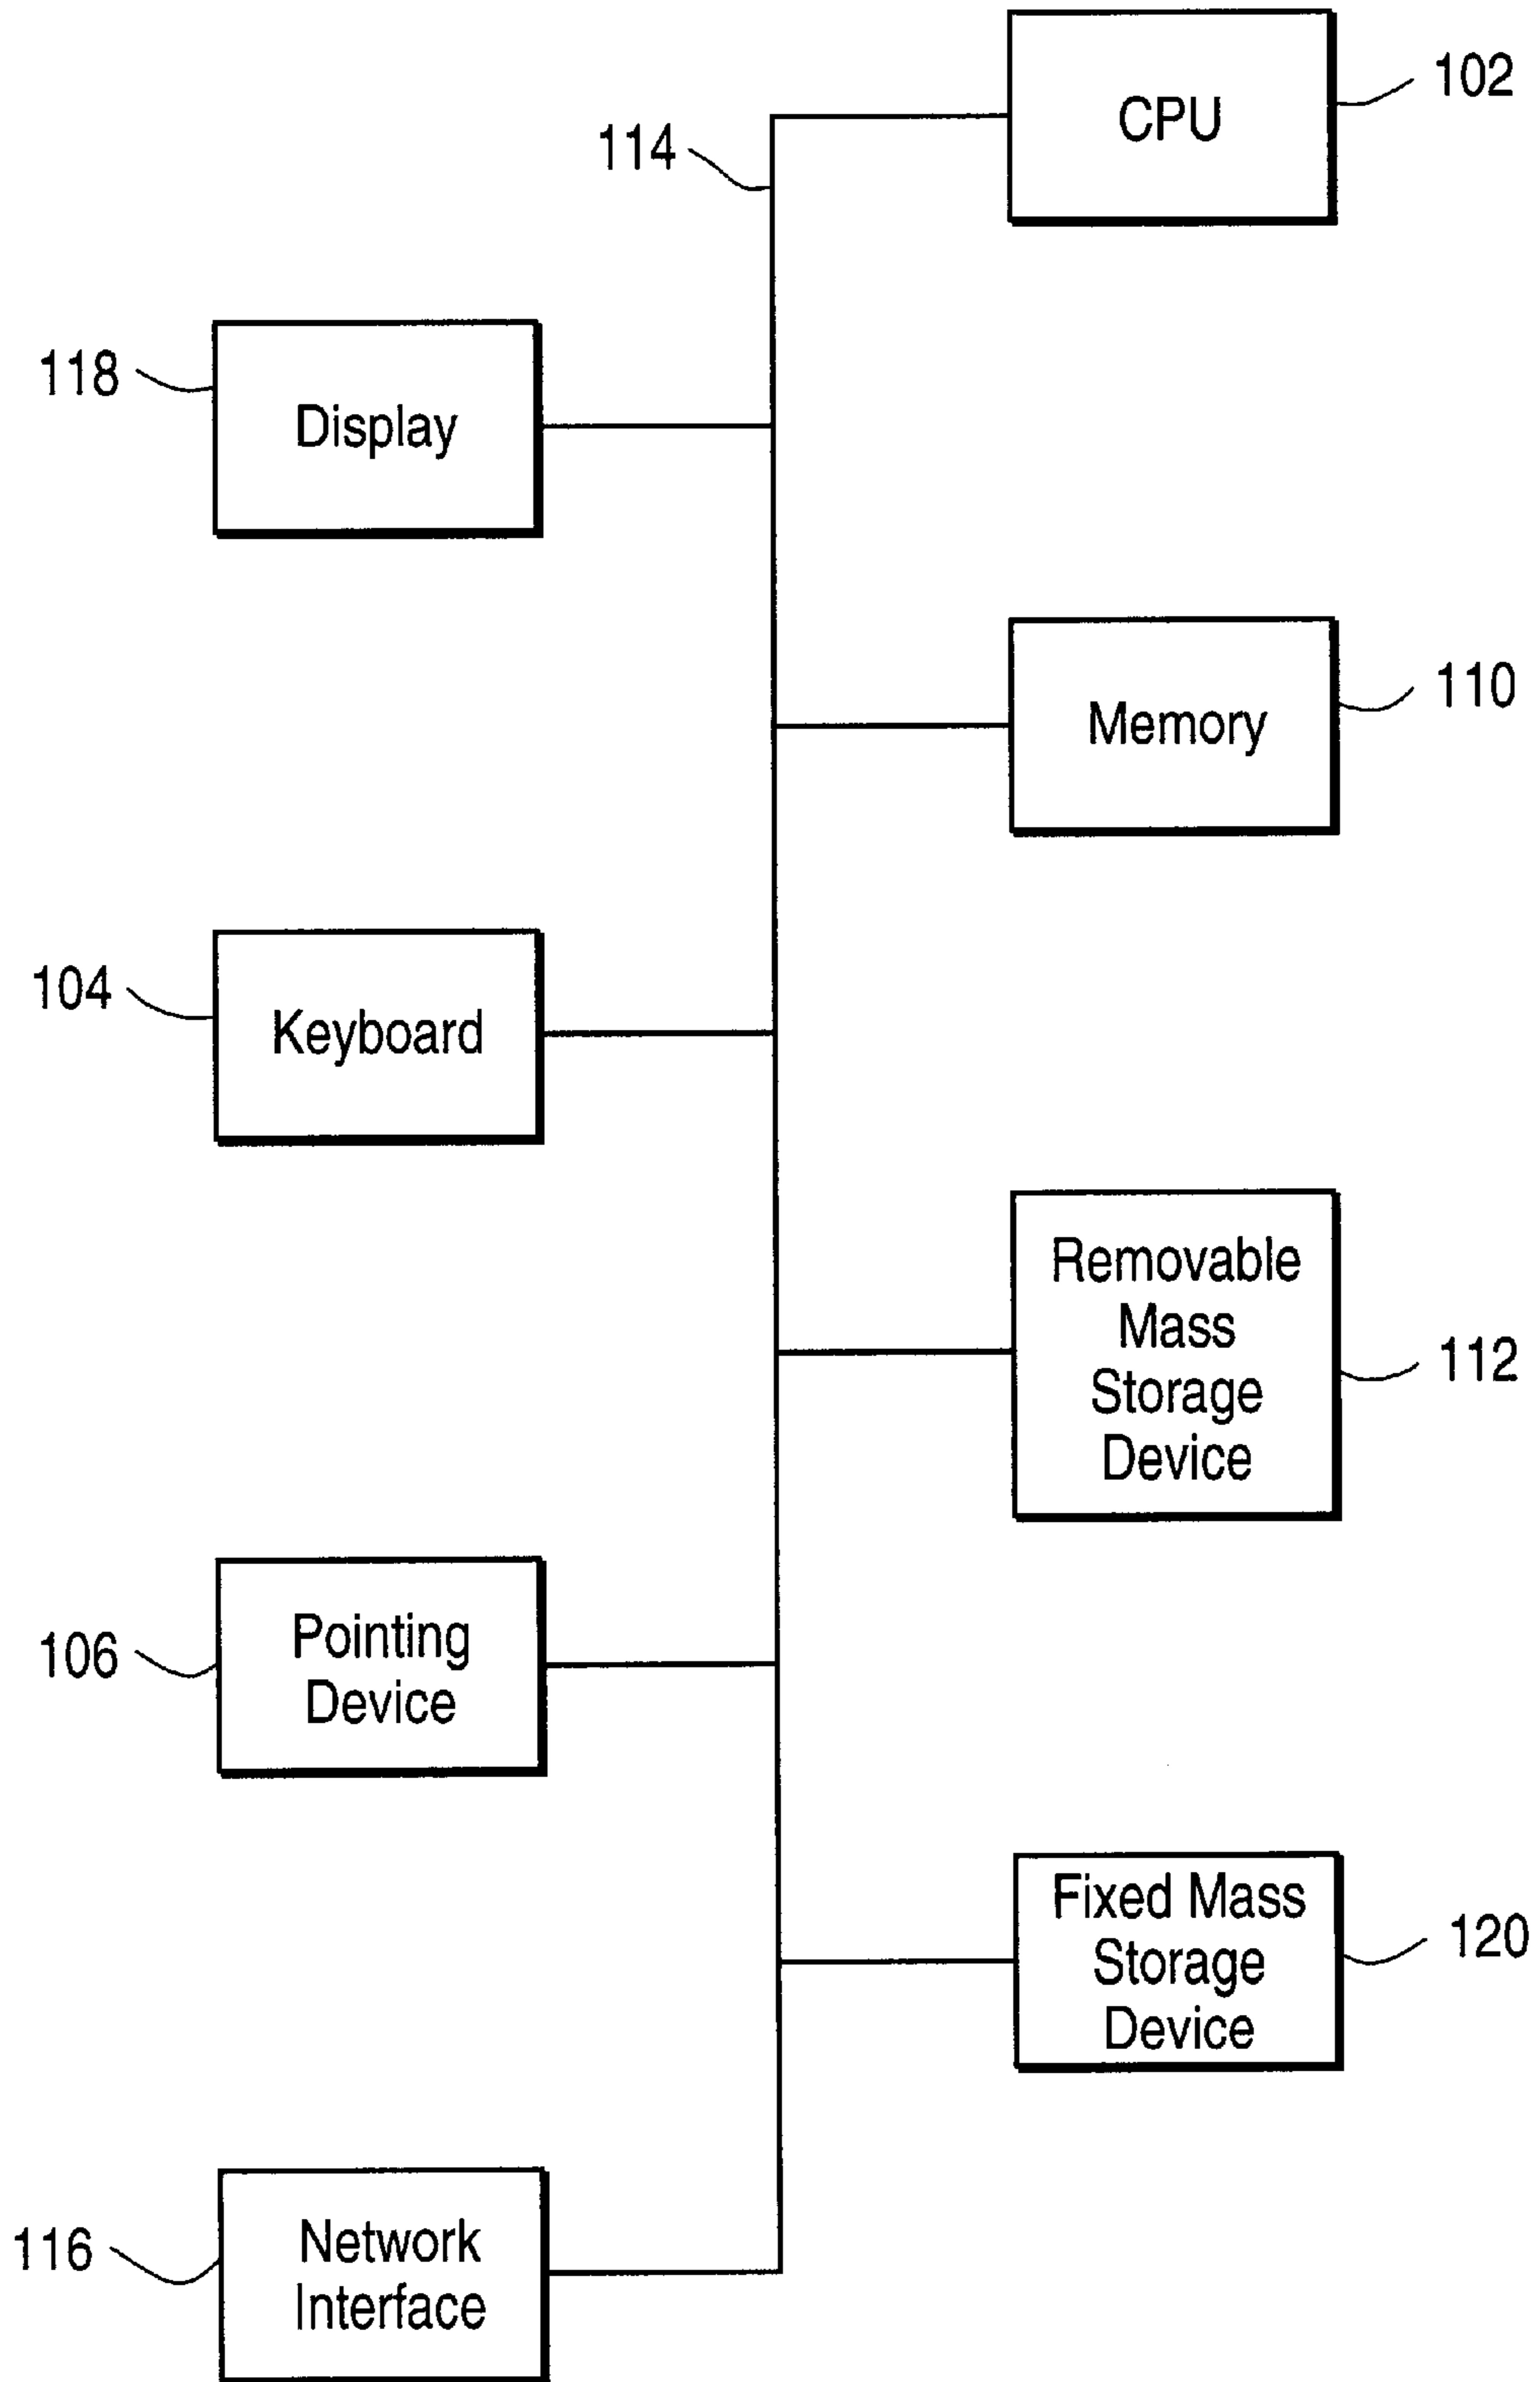 102
CPU
114
118
Display
110
Memory
104
Keyboard
Removable
Mass
Storage
Device
112
106
Pointing
Device
Fixed Mass
Storage
Device
120
116
Network
Interface